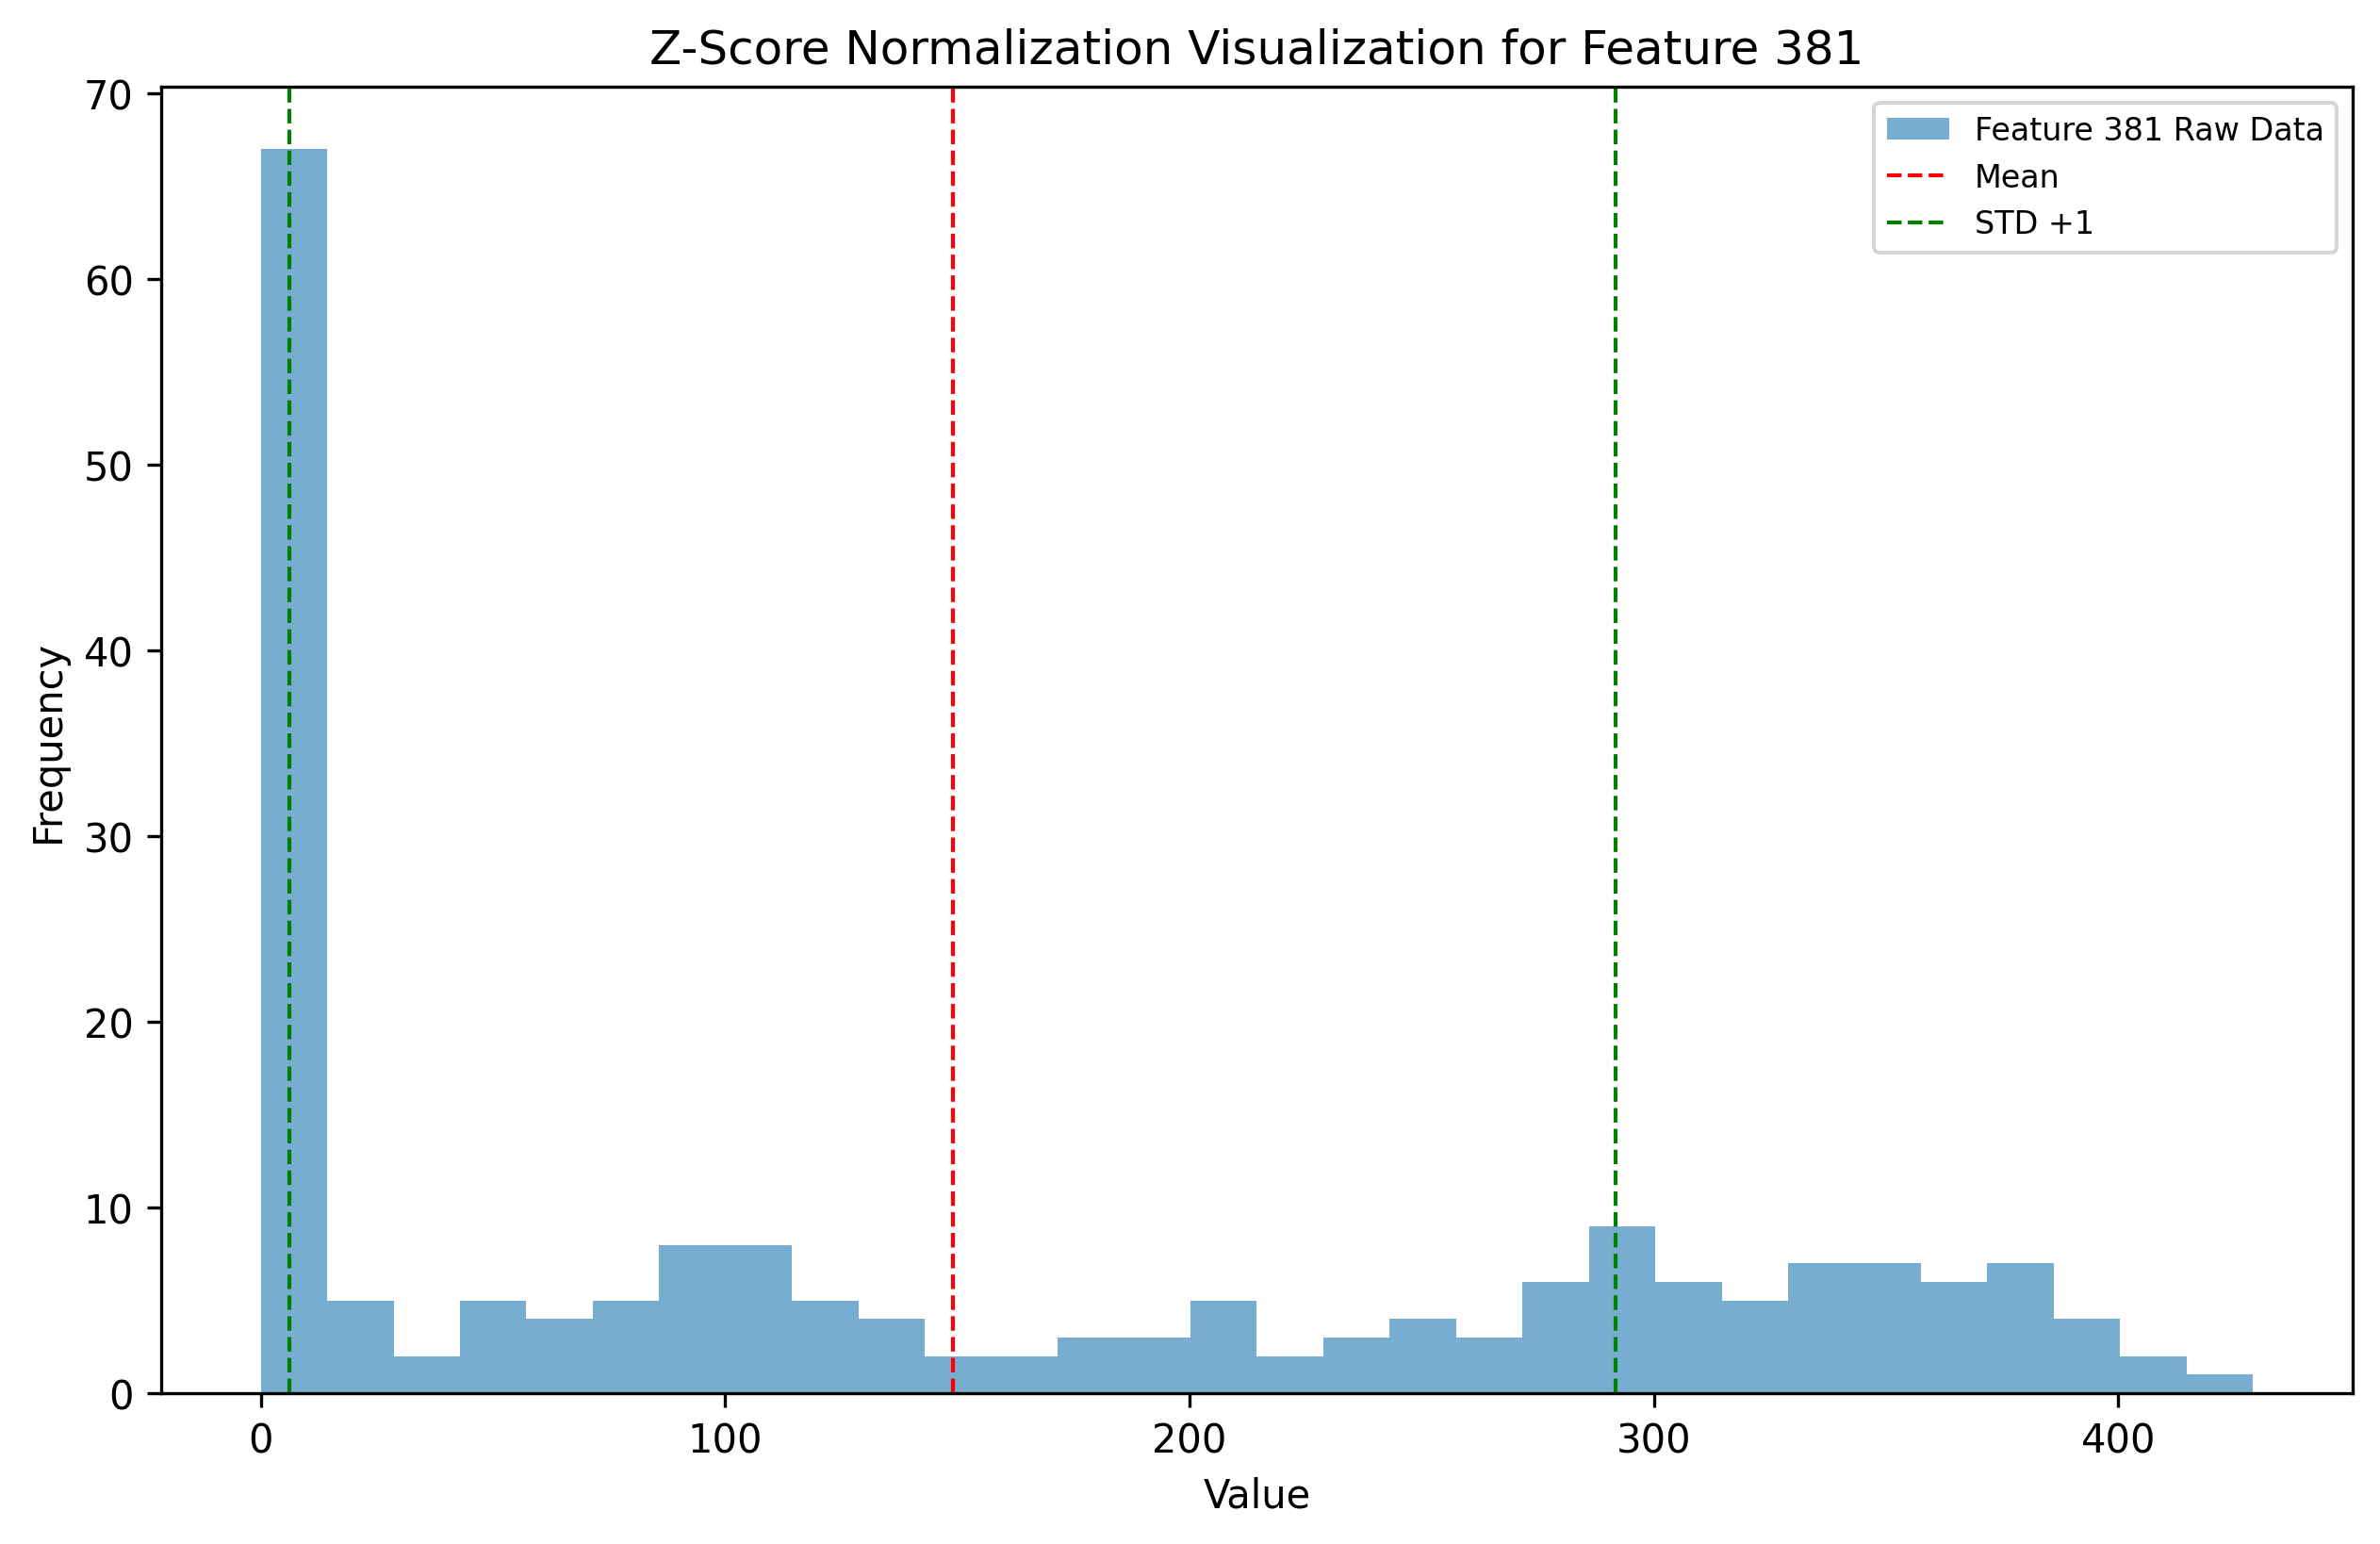 Z-Score Normalization Visualization for Feature 381
Feature 381 Raw Data
Mean
STD +1
70
60
50
40
30
20
10
0
Frequency
0 100 200 300 400
Value